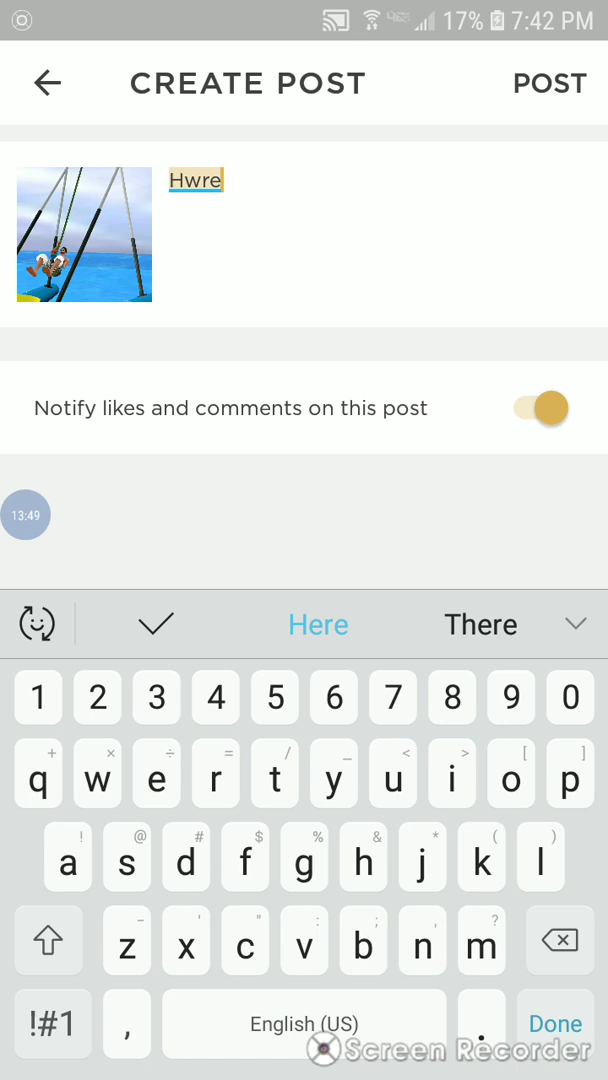 17% 7:42 PM
CREATE POST POST
Hwre
Notify likes and comments on this post
13:49
Here There
1 2 3 4 5 6 7 8 9 0
+ × ÷ = / _ < > [ ]
q w e r t y u i o p
! @ # $ % & * ( )
a s d f g h j k l
- ' " : ; , ?
z x c v b n m
!#1 , English (US) . Done
Screen Recorder